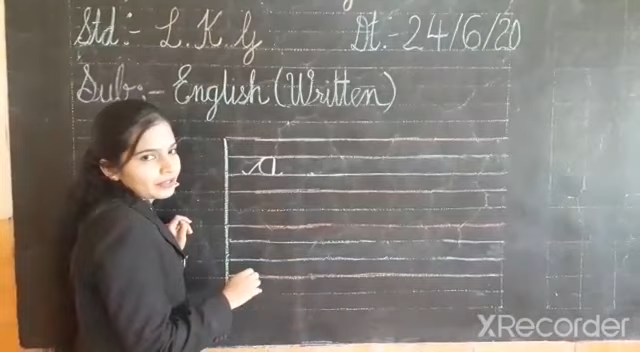 Std:- L.K.G Dt.- 24/6/20
Sub:- English (Written)
a
XRecorder